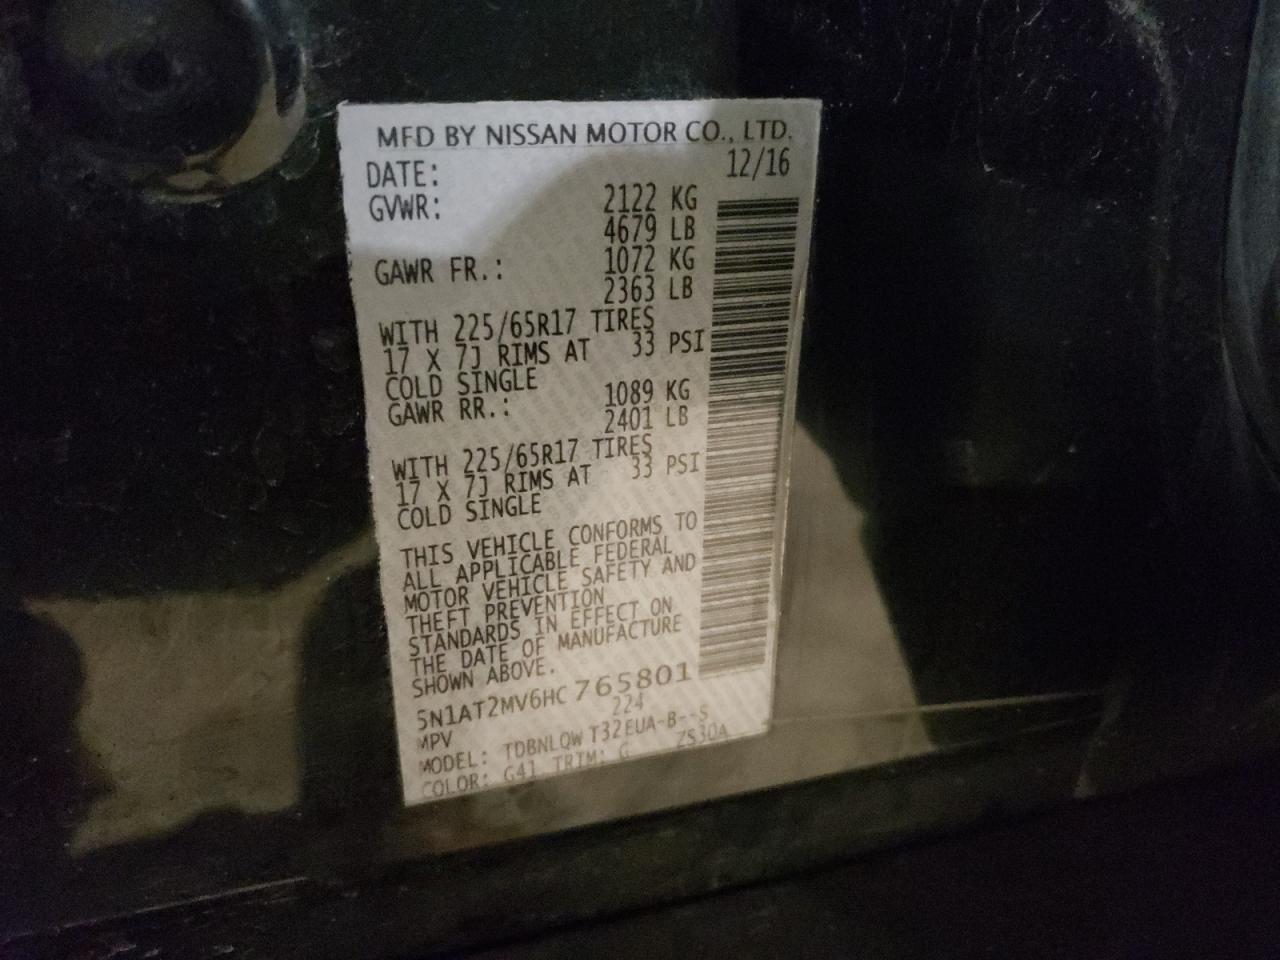 MFD BY NISSAN MOTOR CO., LTD.
DATE: 12/16
GVWR: 2122 KG
4679 LB
GAWR FR.: 1072 KG
2363 LB
WITH 225/65R17 TIRES
17 X 7J RIMS AT 33 PSI
COLD SINGLE
GAWR RR.: 1089 KG
2401 LB
WITH 225/65R17 TIRES
17 X 7J RIMS AT 33 PSI
COLD SINGLE
THIS VEHICLE CONFORMS TO
ALL APPLICABLE FEDERAL
MOTOR VEHICLE SAFETY AND
THEFT PREVENTION
STANDARDS IN EFFECT ON
THE DATE OF MANUFACTURE
SHOWN ABOVE.
5N1AT2MV6HC765801
MPV 224
MODEL: TDBNLQW T32EUA-B--S
COLOR: G41 TRIM: G ZS30A